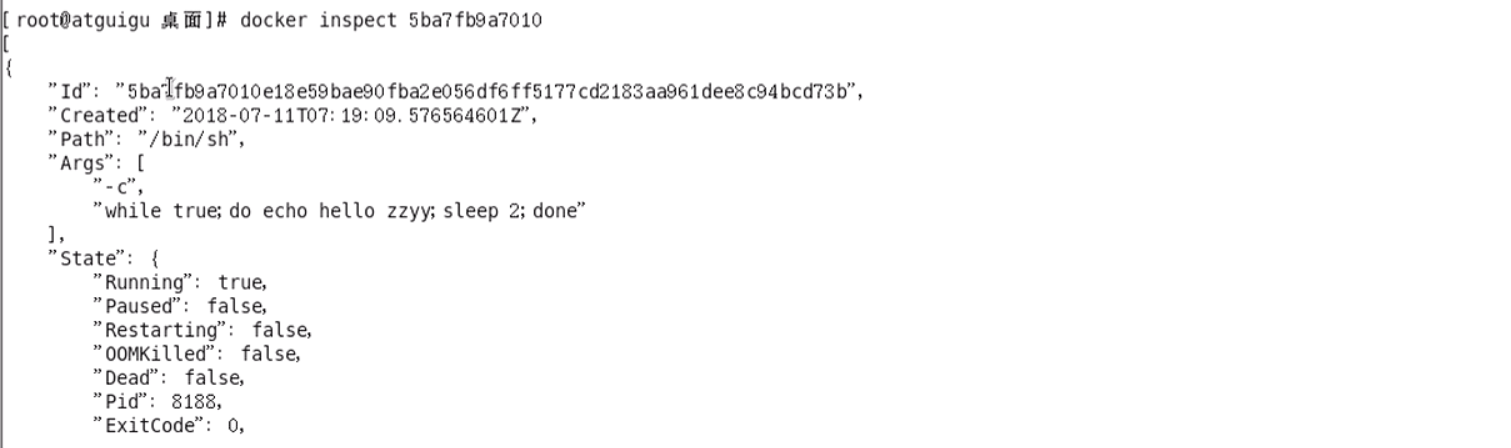 [root@atguigu 桌面]# docker inspect 5ba7fb9a7010
[
{
    "Id": "5ba7fb9a7010e18e59bae90fba2e056df6ff5177cd2183aa961dee8c94bcd73b",
    "Created": "2018-07-11T07:19:09.576564601Z",
    "Path": "/bin/sh",
    "Args": [
        "-c",
        "while true;do echo hello zzyy;sleep 2;done"
    ],
    "State": {
        "Running": true,
        "Paused": false,
        "Restarting": false,
        "OOMKilled": false,
        "Dead": false,
        "Pid": 8188,
        "ExitCode": 0,